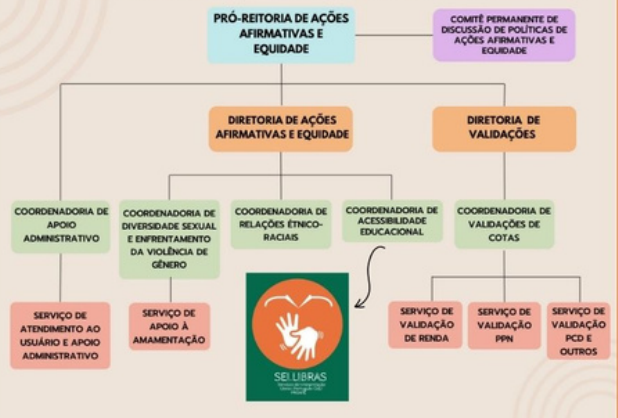 PRÓ-REITORIA DE AÇÕES
AFIRMATIVAS E
EQUIDADE
COMITÊ PERMANENTE DE
DISCUSSÃO DE POLÍTICAS DE
AÇÕES AFIRMATIVAS E
EQUIDADE
DIRETORIA DE AÇÕES
AFIRMATIVAS E EQUIDADE
DIRETORIA DE
VALIDAÇÕES
COORDENADORIA DE
APOIO
ADMINISTRATIVO
COORDENADORIA DE
DIVERSIDADE SEXUAL
E ENFRENTAMENTO
DA VIOLÊNCIA DE
GÊNERO
COORDENADORIA DE
RELAÇÕES ÉTNICO-
RACIAIS
COORDENADORIA DE
ACESSIBILIDADE
EDUCACIONAL
COORDENADORIA DE
VALIDAÇÕES DE
COTAS
SERVIÇO DE
ATENDIMENTO AO
USUÁRIO E APOIO
ADMINISTRATIVO
SERVIÇO DE
APOIO À
AMAMENTAÇÃO
SELIBRAS
SERVIÇO DE
VALIDAÇÃO
DE RENDA
SERVIÇO DE
VALIDAÇÃO
PPN
SERVIÇO DE
VALIDAÇÃO
PCD E
OUTROS